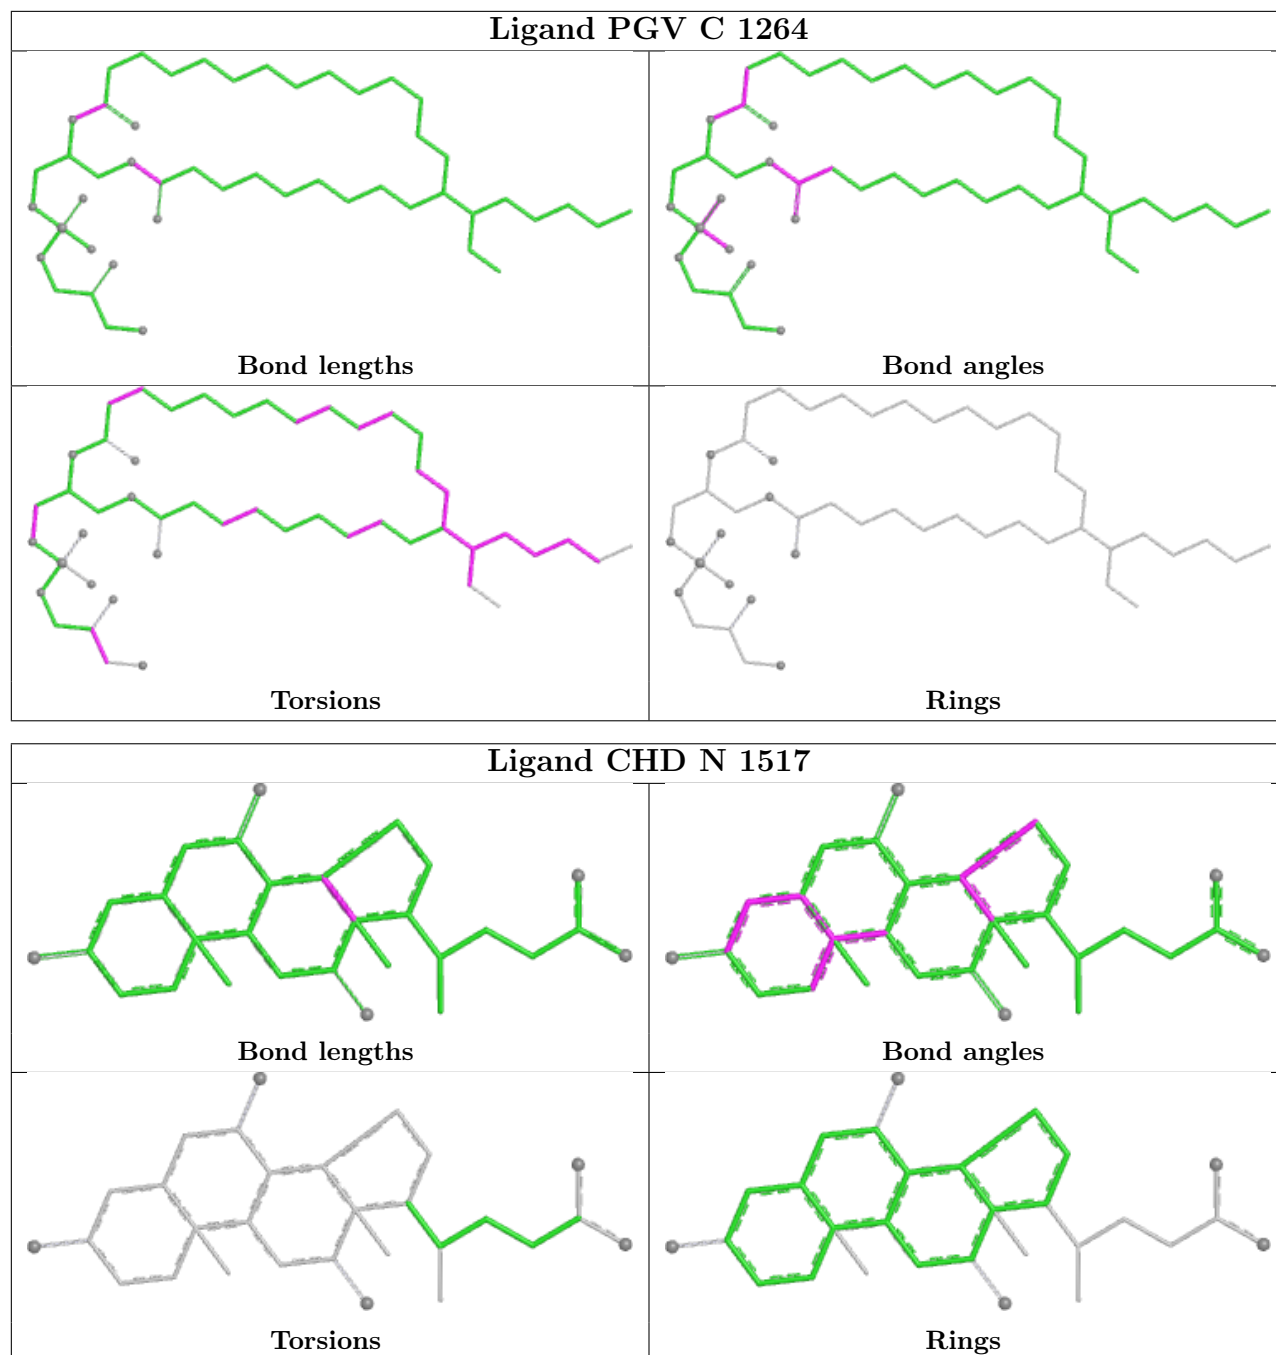 Ligand PGV C 1264
Bond lengths
Bond angles
Torsions
Rings
Ligand CHD N 1517
Bond lengths
Bond angles
Torsions
Rings